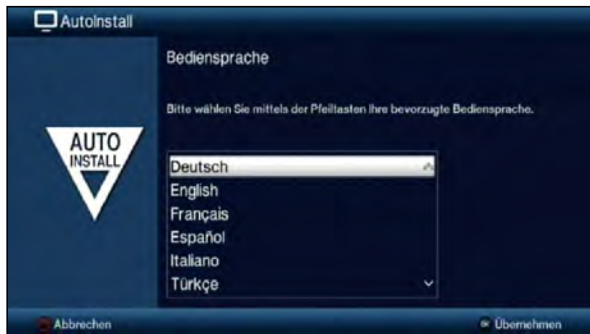 AutoInstall
Bediensprache
Bitte wählen Sie mittels der Pfeiltasten Ihre bevorzugte Bediensprache.
AUTO
INSTALL
Deutsch
English
Français
Español
Italiano
Türkçe
Abbrechen
Übernehmen